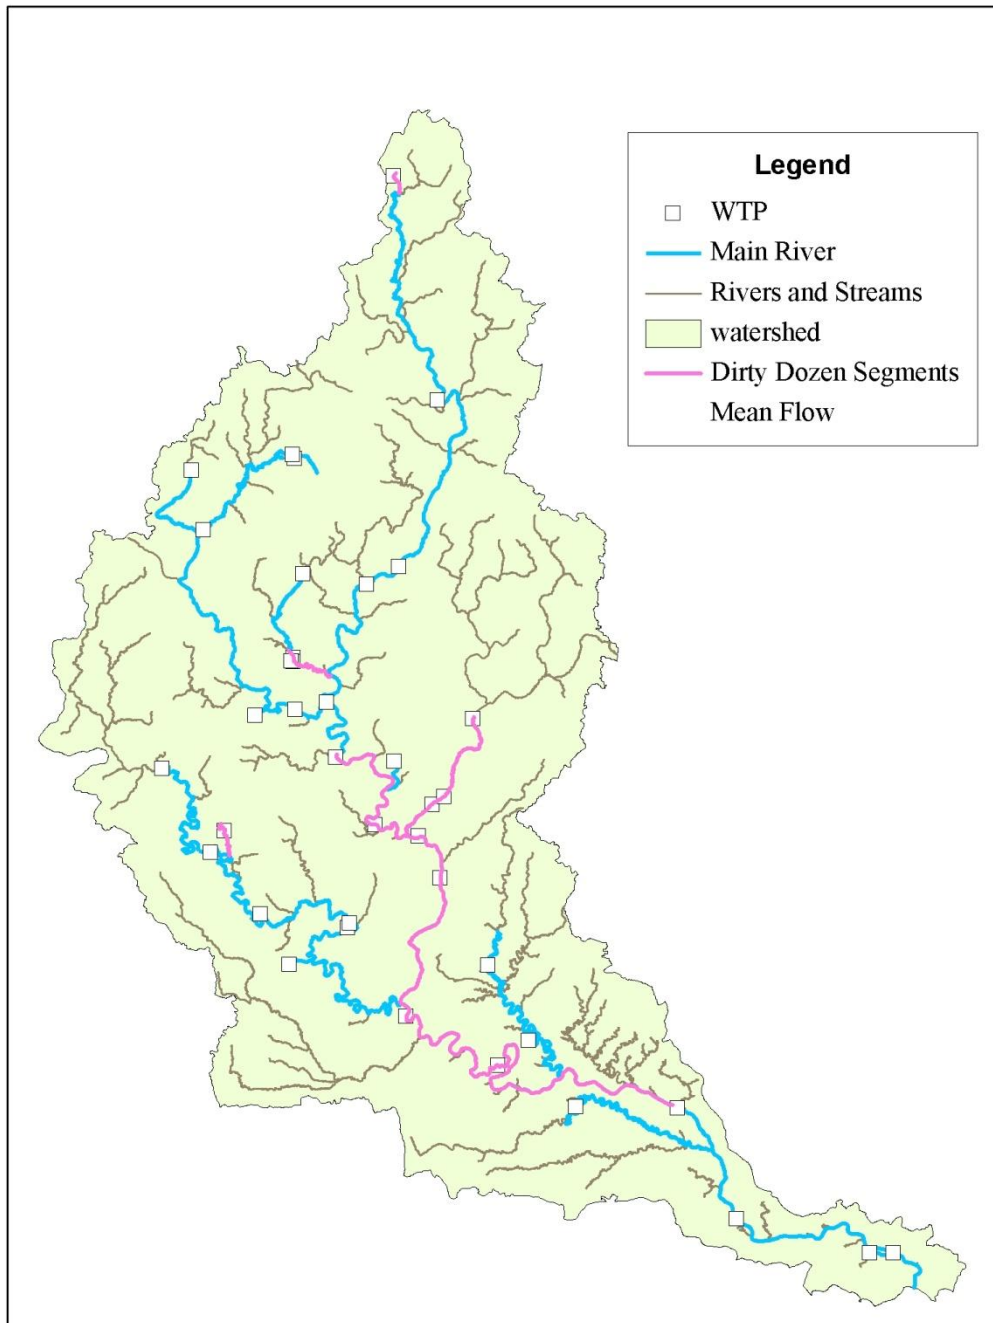 Legend
WTP
Main River
Rivers and Streams
watershed
Dirty Dozen Segments
Mean Flow